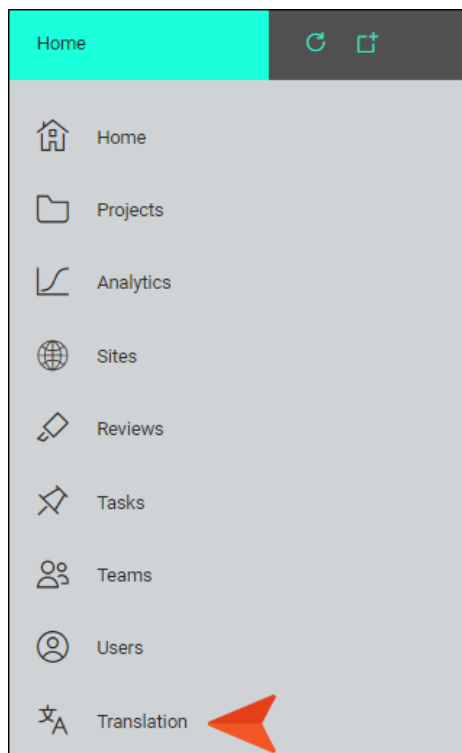 Home
Home
Projects
Analytics
Sites
Reviews
Tasks
Teams
Users
Translation